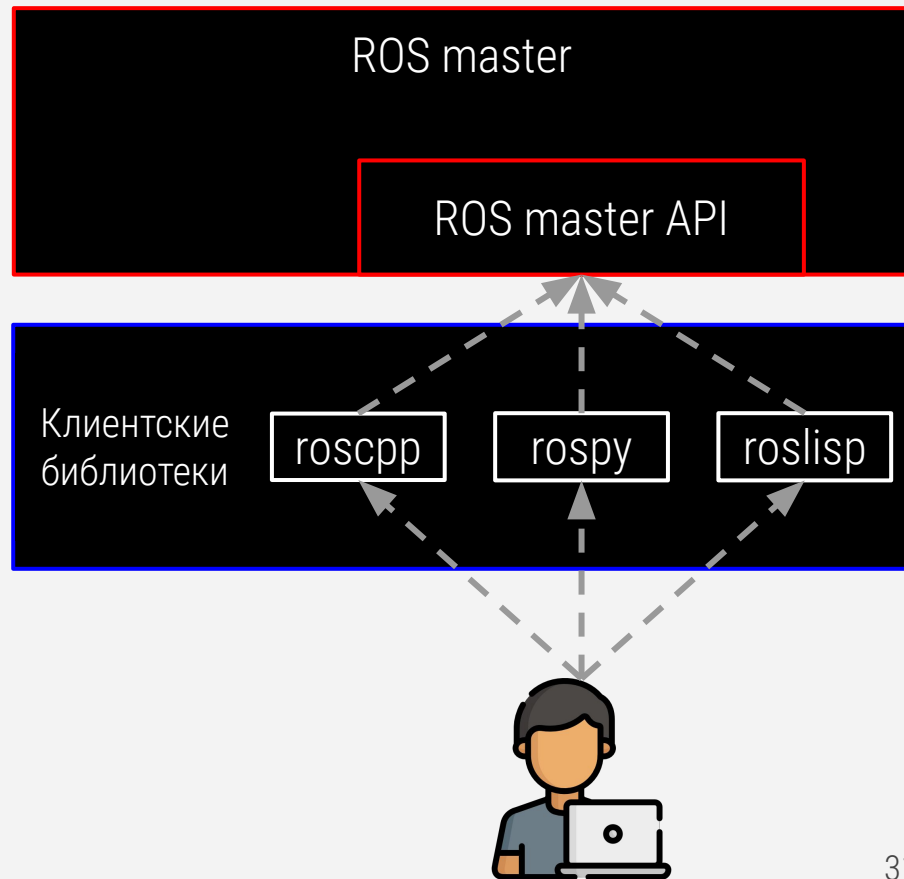 ROS master
ROS master API
Клиентские
библиотеки
roscpp
rospy
roslisp